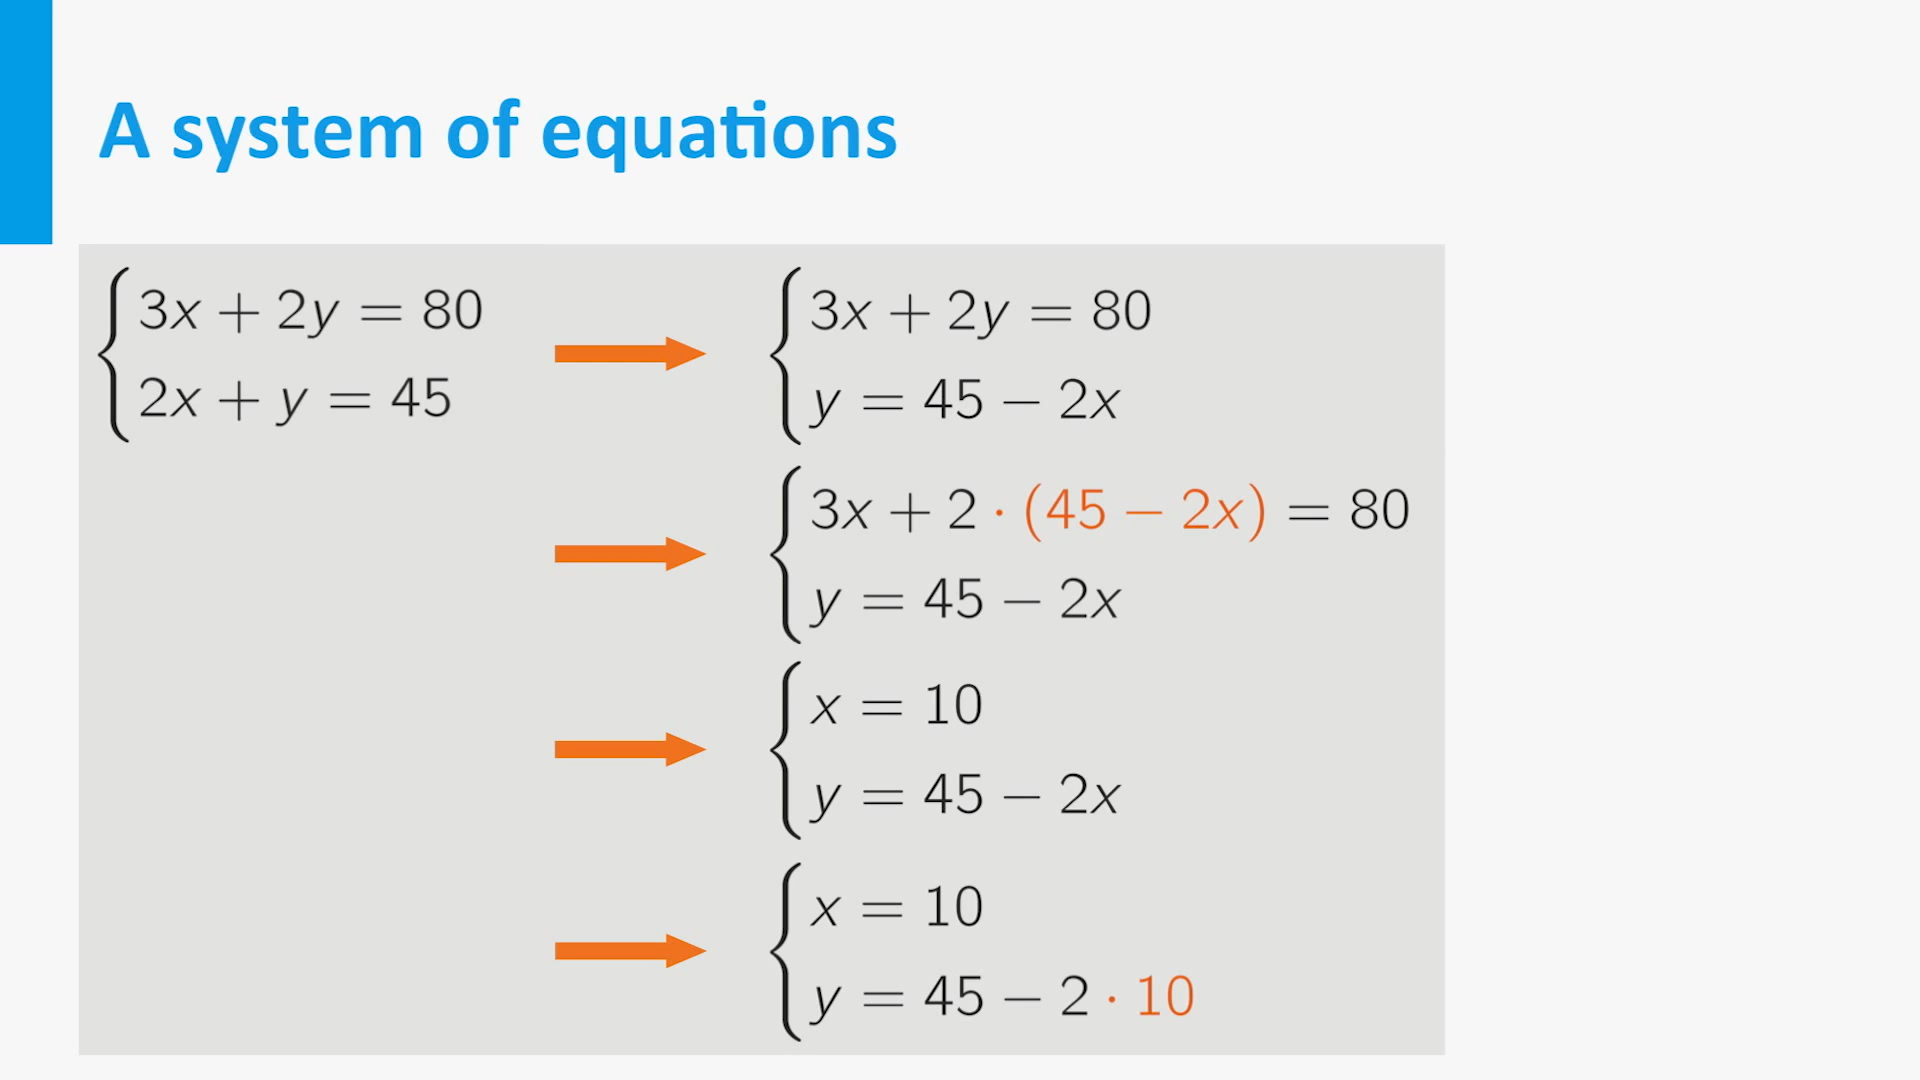 A system of equations
3x + 2y = 80
2x + y = 45
3x + 2y = 80
y = 45 − 2x
3x + 2 · (45 − 2x) = 80
y = 45 − 2x
x = 10
y = 45 − 2x
x = 10
y = 45 − 2 · 10